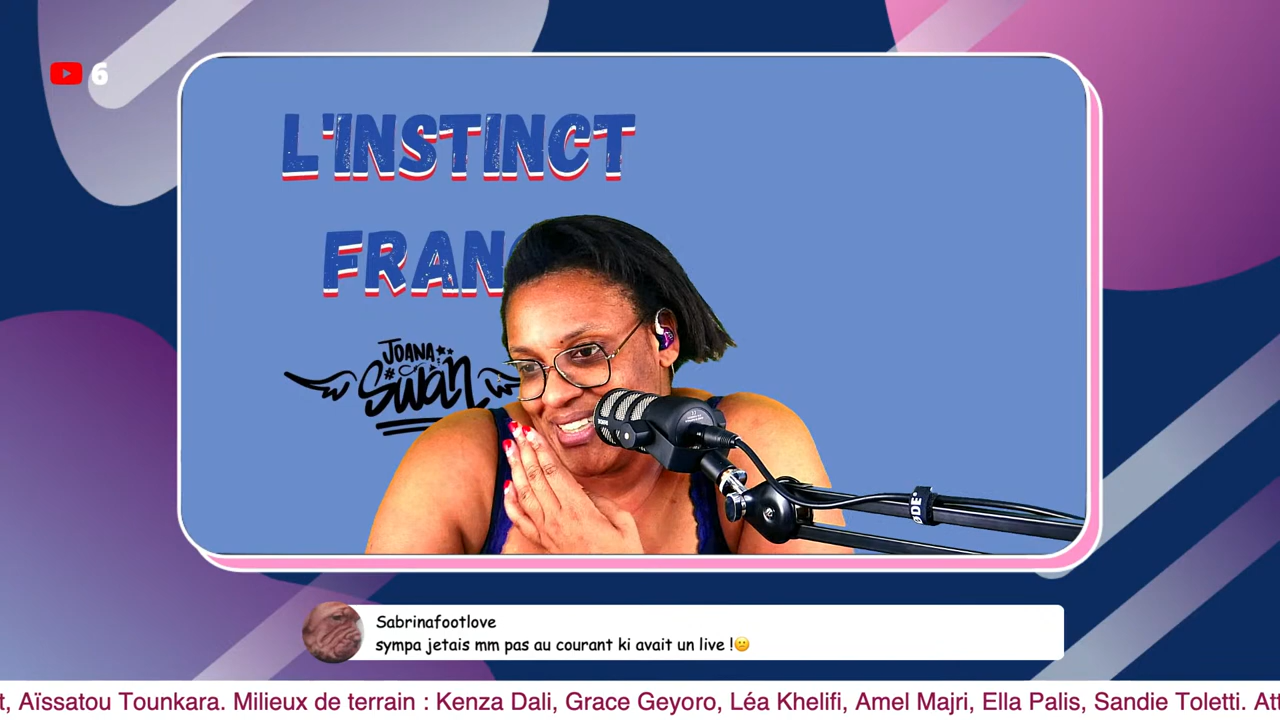 6
L'INSTINCT
FRAN
JOANA
Swan
RØDE
Sabrinafootlove
sympa jetais mm pas au courant ki avait un live !😕
t, Aïssatou Tounkara. Milieux de terrain : Kenza Dali, Grace Geyoro, Léa Khelifi, Amel Majri, Ella Palis, Sandie Toletti. Att